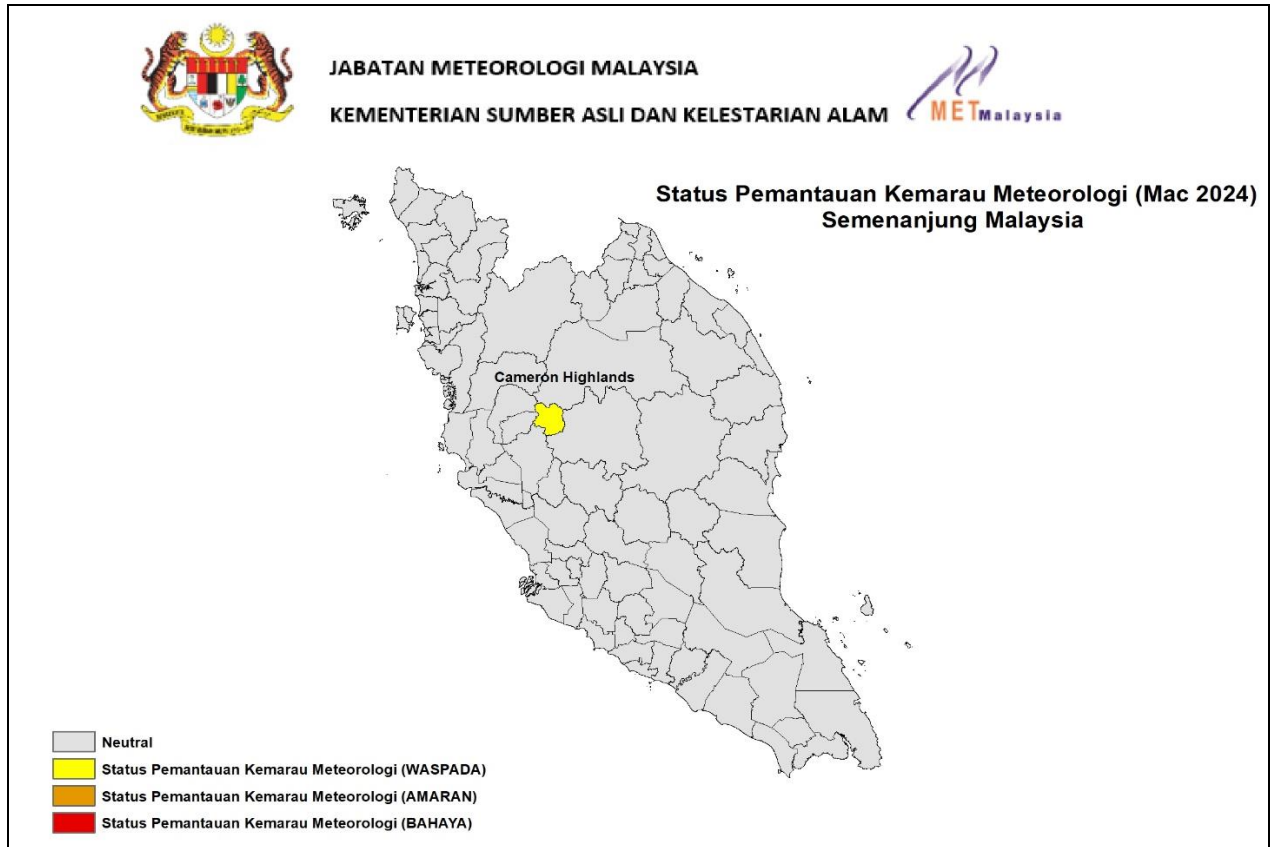 JABATAN METEOROLOGI MALAYSIA
KEMENTERIAN SUMBER ASLI DAN KELESTARIAN ALAM
METMalaysia
Status Pemantauan Kemarau Meteorologi (Mac 2024)
Semenanjung Malaysia
Cameron Highlands
Neutral
Status Pemantauan Kemarau Meteorologi (WASPADA)
Status Pemantauan Kemarau Meteorologi (AMARAN)
Status Pemantauan Kemarau Meteorologi (BAHAYA)